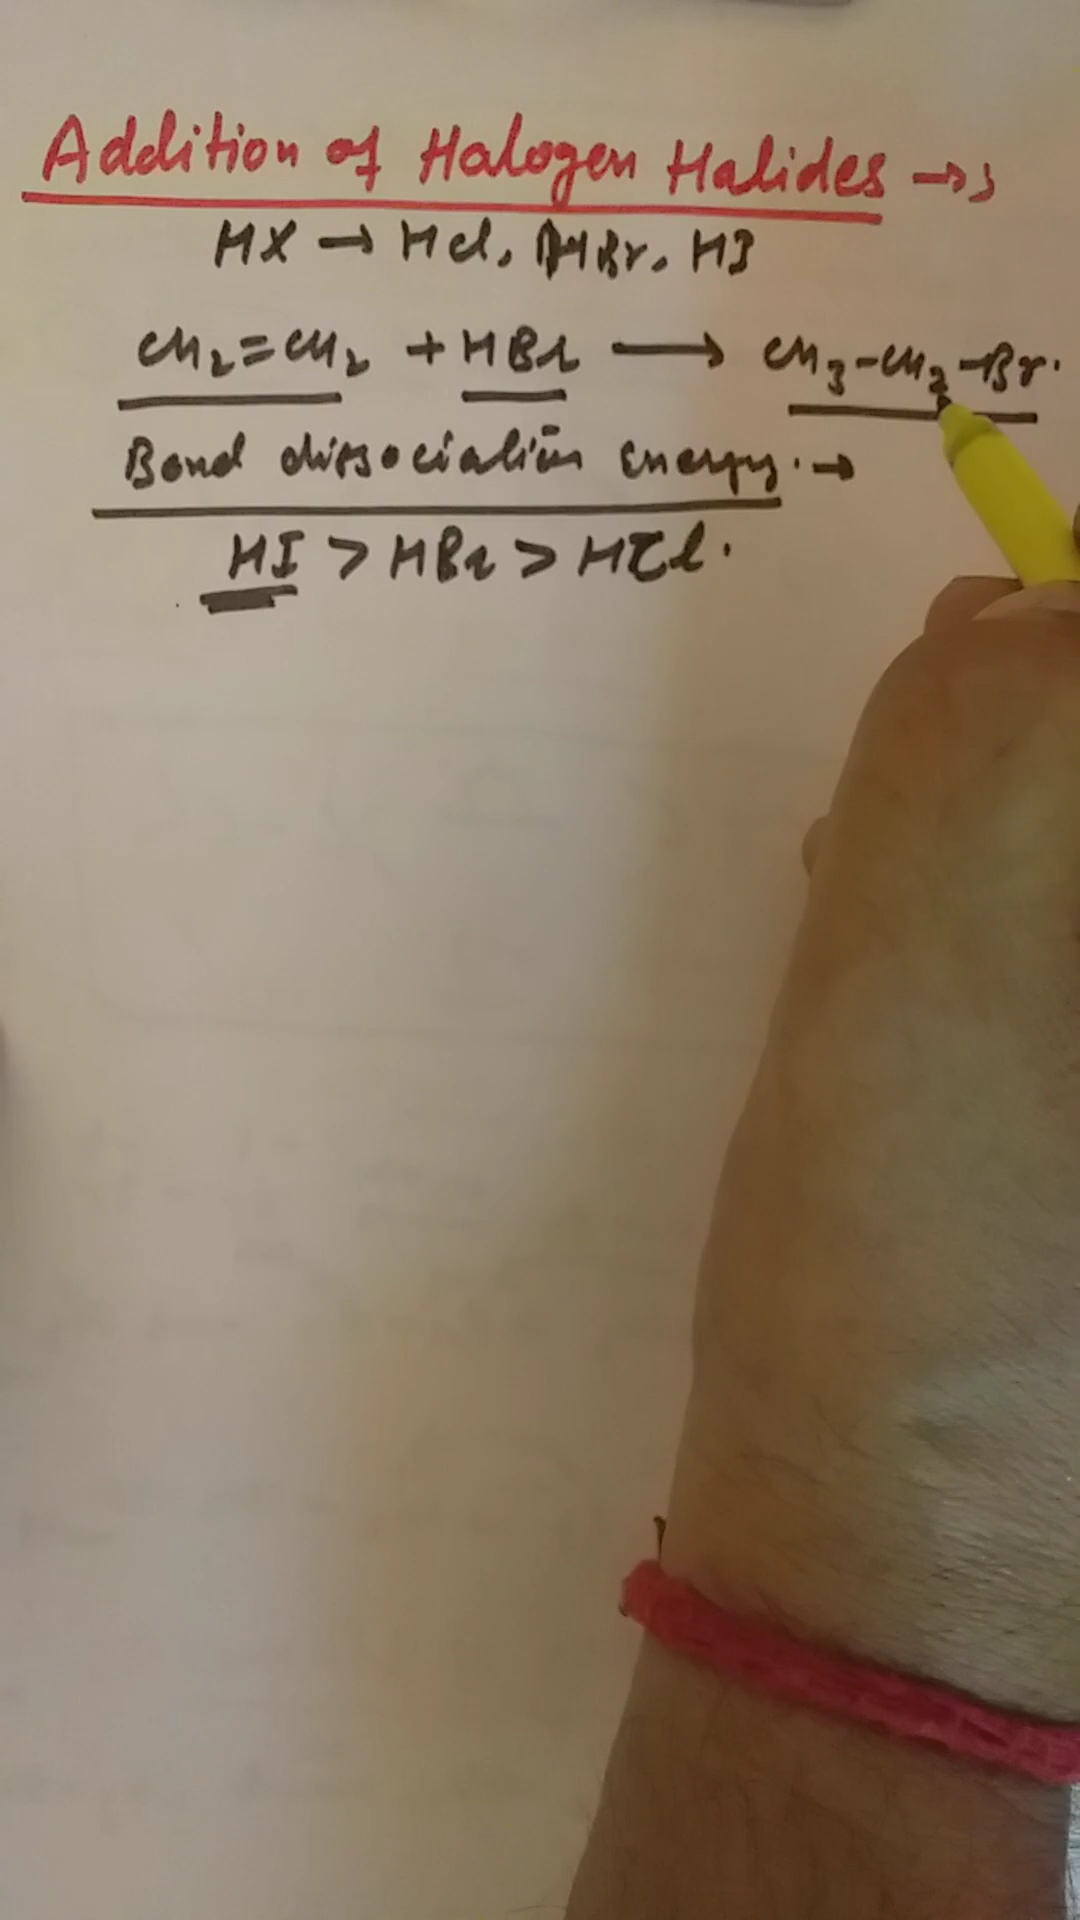 Addition of Halogen Halides →
HX → HCl, HBr, HI
CH2=CH2 + HBr → CH3-CH2-Br.
Bond dissociation Energy. →
HI > HBr > HCl.